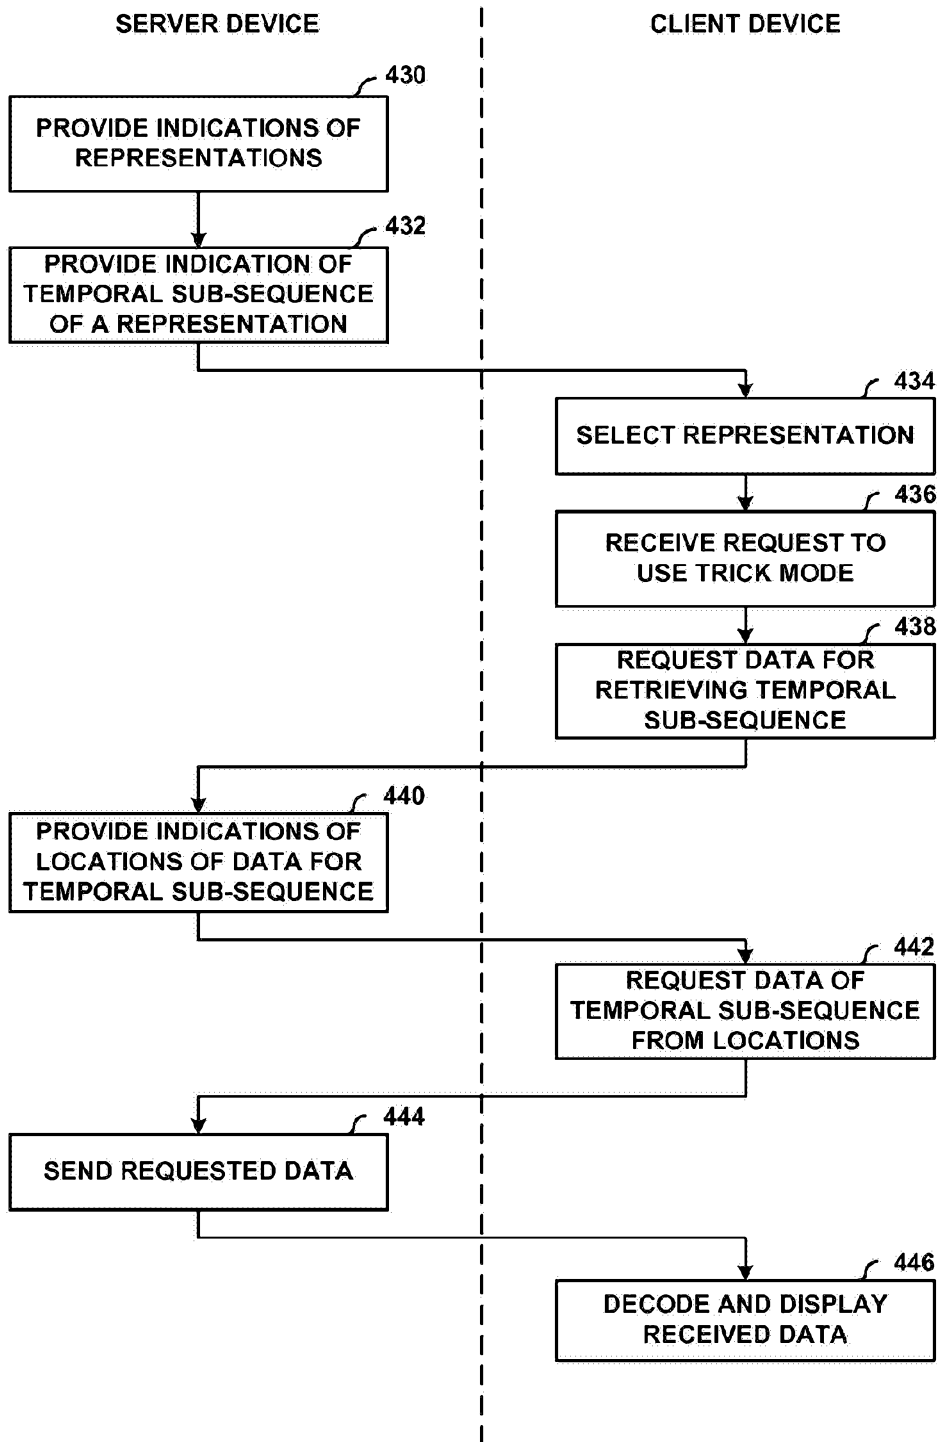 SERVER DEVICE
CLIENT DEVICE
430
PROVIDE INDICATIONS OF
REPRESENTATIONS
432
PROVIDE INDICATION OF
TEMPORAL SUB-SEQUENCE
OF A REPRESENTATION
434
SELECT REPRESENTATION
436
RECEIVE REQUEST TO
USE TRICK MODE
438
REQUEST DATA FOR
RETRIEVING TEMPORAL
SUB-SEQUENCE
440
PROVIDE INDICATIONS OF
LOCATIONS OF DATA FOR
TEMPORAL SUB-SEQUENCE
442
REQUEST DATA OF
TEMPORAL SUB-SEQUENCE
FROM LOCATIONS
444
SEND REQUESTED DATA
446
DECODE AND DISPLAY
RECEIVED DATA